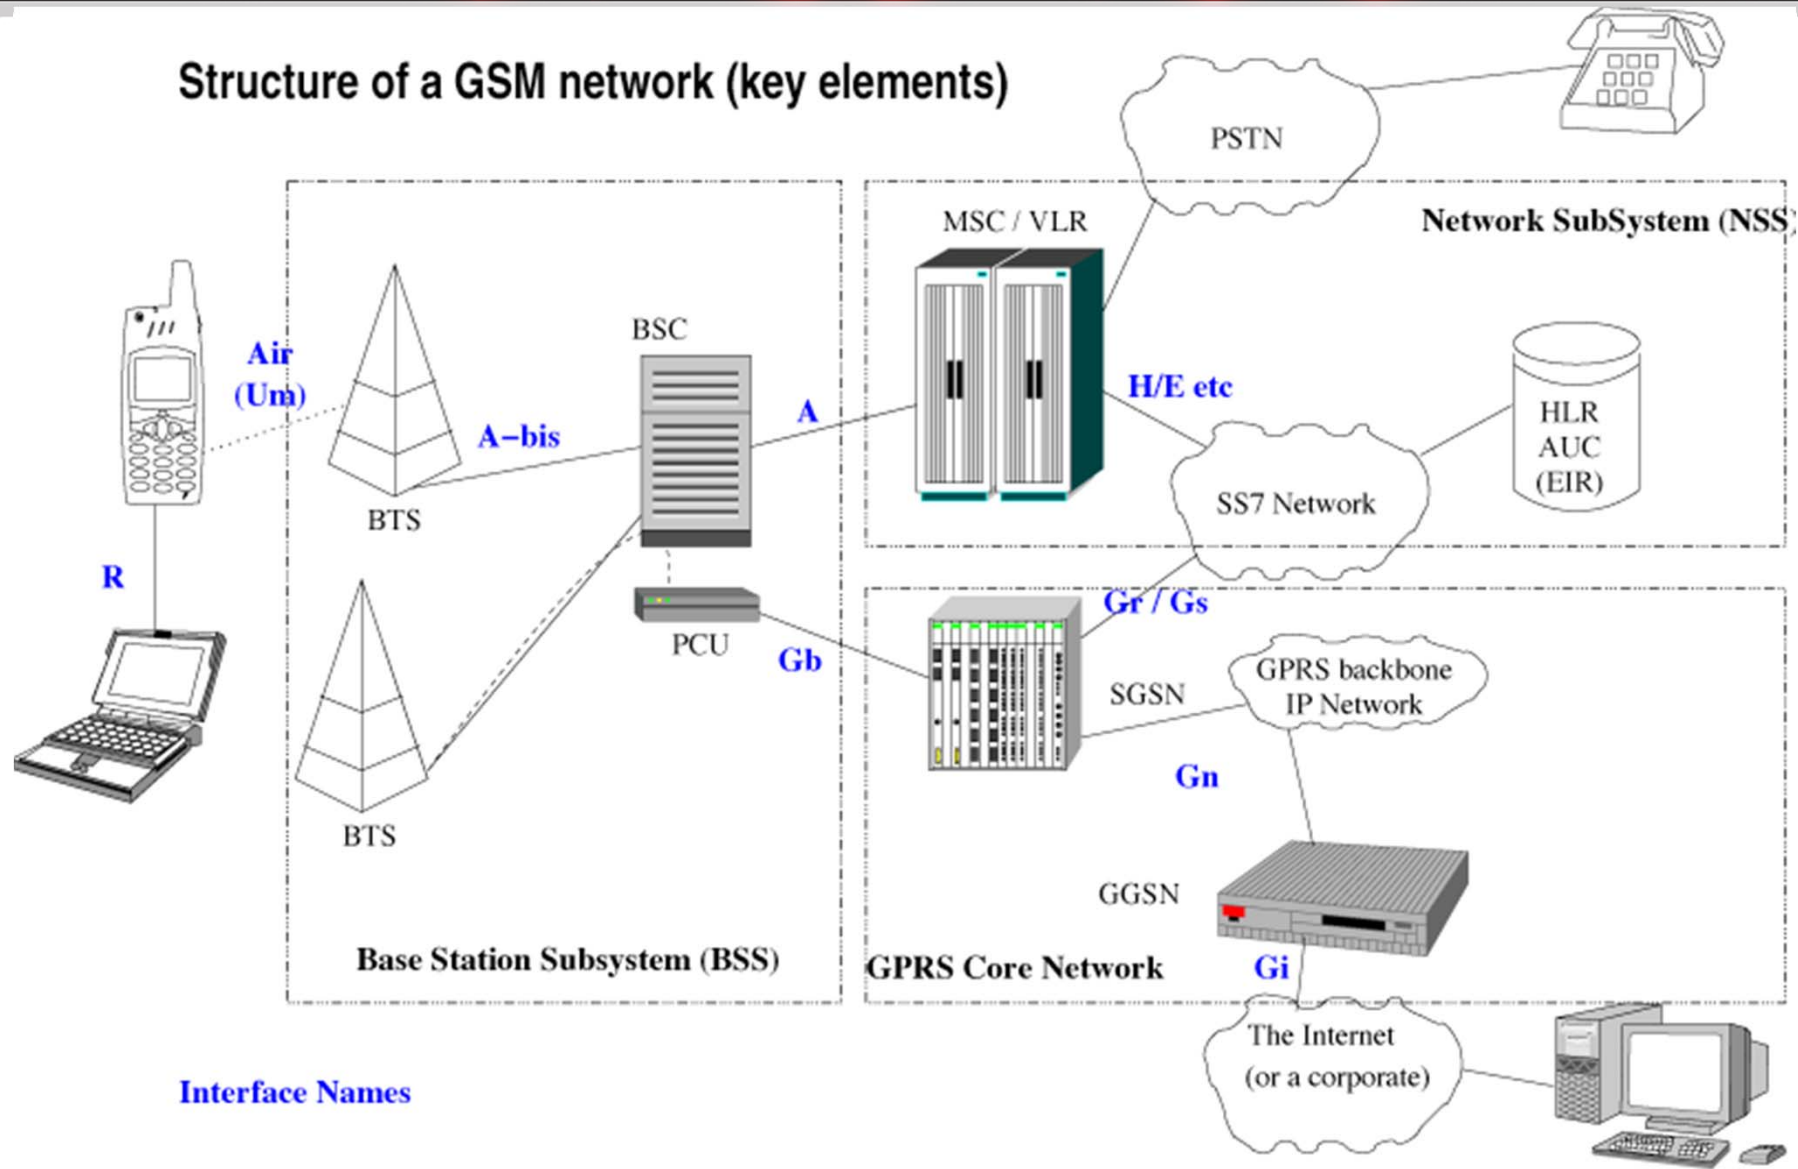 Structure of a GSM network (key elements)
PSTN
MSC / VLR
Network SubSystem (NSS)
BSC
Air
(Um)
A-bis
A
H/E etc
HLR
AUC
(EIR)
SS7 Network
BTS
R
PCU
Gb
Gr / Gs
SGSN
GPRS backbone
IP Network
Gn
BTS
GGSN
Base Station Subsystem (BSS)
GPRS Core Network
Gi
The Internet
(or a corporate)
Interface Names